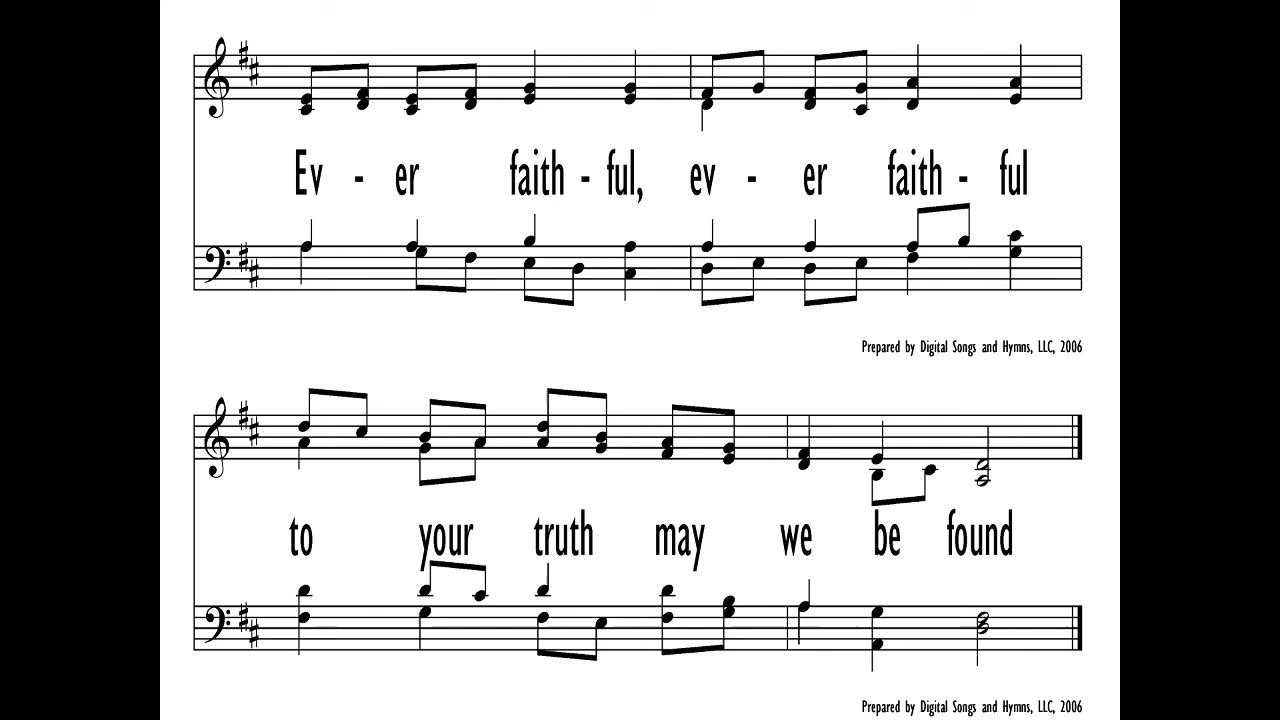 Ev - er faith - ful, ev - er faith - ful
Prepared by Digital Songs and Hymns, LLC, 2006
to your truth may we be found
Prepared by Digital Songs and Hymns, LLC, 2006